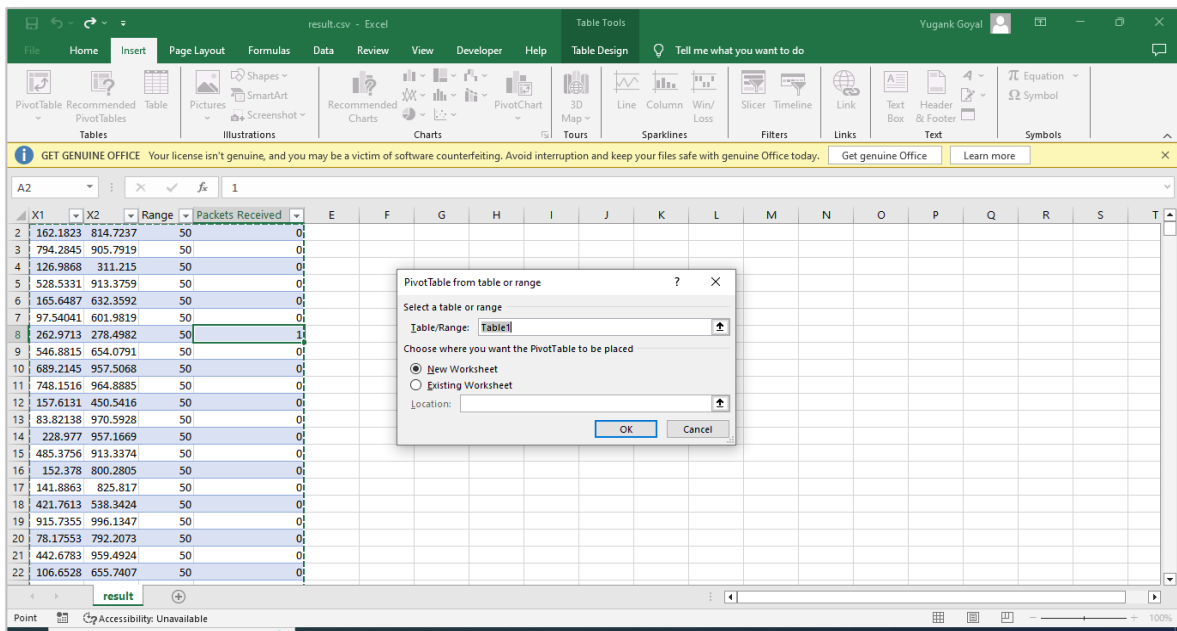 result.csv - Excel
Table Tools
Yugank Goyal
File Home Insert Page Layout Formulas Data Review View Developer Help Table Design Tell me what you want to do
PivotTable Recommended PivotTables Table
Tables
Pictures Shapes SmartArt Screenshot
Illustrations
Recommended Charts PivotChart
Charts
3D Map
Tours
Line Column Win/Loss
Sparklines
Slicer Timeline
Filters
Link
Links
Text Box Header & Footer
Text
Equation Symbol
Symbols
GET GENUINE OFFICE Your license isn't genuine, and you may be a victim of software counterfeiting. Avoid interruption and keep your files safe with genuine Office today. Get genuine Office Learn more
A2 fx 1
X1 X2 Range Packets Received E F G H I J K L M N O P Q R S T
2 162.1823 814.7237 50 0
3 794.2845 905.7919 50 0
4 126.9868 311.215 50 0
5 528.5331 913.3759 50 0
6 165.6487 632.3592 50 0
7 97.54041 601.9819 50 0
8 262.9713 278.4982 50 1
9 546.8815 654.0791 50 0
10 689.2145 957.5068 50 0
11 748.1516 964.8885 50 0
12 157.6131 450.5416 50 0
13 83.82138 970.5928 50 0
14 228.977 957.1669 50 0
15 485.3756 913.3374 50 0
16 152.378 800.2805 50 0
17 141.8863 825.817 50 0
18 421.7613 538.3424 50 0
19 915.7355 996.1347 50 0
20 78.17553 792.2073 50 0
21 442.6783 959.4924 50 0
22 106.6528 655.7407 50 0
PivotTable from table or range ? ×
Select a table or range
Table/Range: Table1
Choose where you want the PivotTable to be placed
New Worksheet
Existing Worksheet
Location:
OK Cancel
result
Point Accessibility: Unavailable 100%